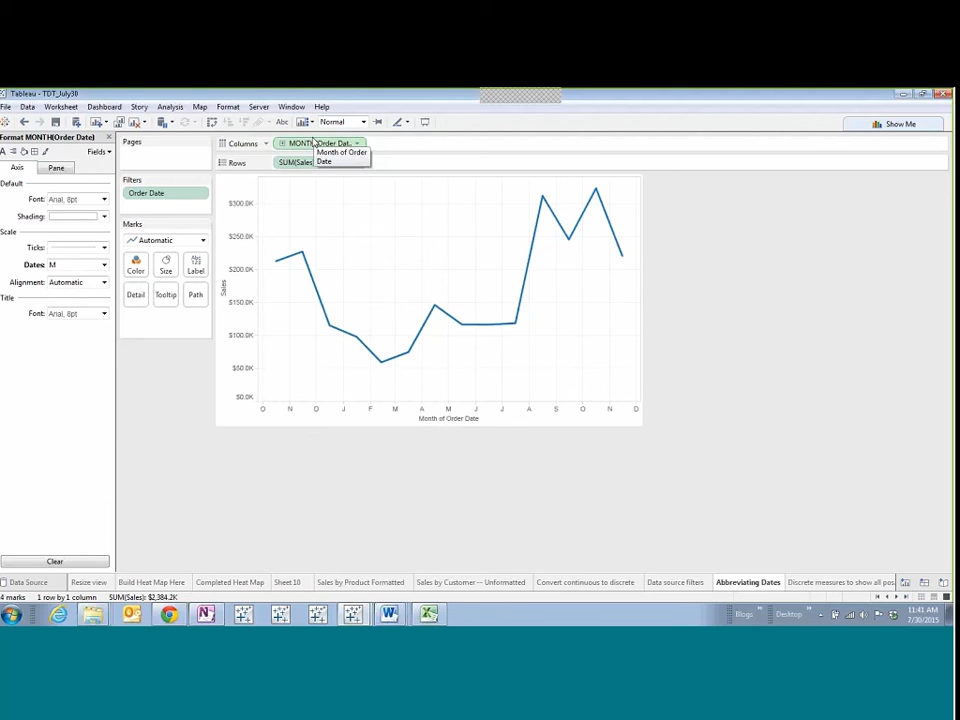 Tableau - TDT_July30
File Data Worksheet Dashboard Story Analysis Map Format Server Window Help
Abc Normal Show Me
Format MONTH(Order Date) ×
Fields
Axis Pane
Default
Font: Arial, 8pt
Shading:
Scale
Ticks:
Dates: M
Alignment: Automatic
Title
Font: Arial, 8pt
Clear
Pages
Filters
Order Date
Marks
Automatic
Abc
123
Color Size Label
Detail Tooltip Path
Columns MONTH Order Dat..
Month of Order
Date
Rows SUM(Sales
$300.0K
$250.0K
$200.0K
$150.0K
$100.0K
$50.0K
$0.0K
Sales
O N D J F M A M J J A S O N D
Month of Order Date
Data Source Resize view Build Heat Map Here Completed Heat Map Sheet 10 Sales by Product Formatted Sales by Customer -- Unformatted Convert continuous to discrete Data source filters Abbreviating Dates Discrete measures to show all pos
4 marks 1 row by 1 column SUM(Sales): $2,384.2K
Blogs » Desktop »
11:41 AM
7/30/2015